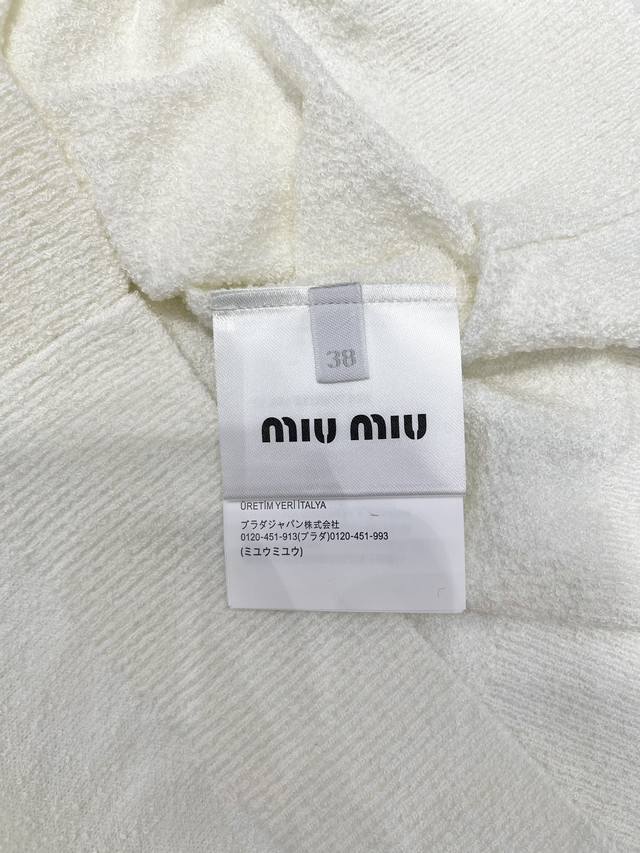 38
miu miu
ÜRETİM YERİ İTALYA
プラダジャパン株式会社
0120-451-913(プラダ)0120-451-993
(ミュウミュウ)